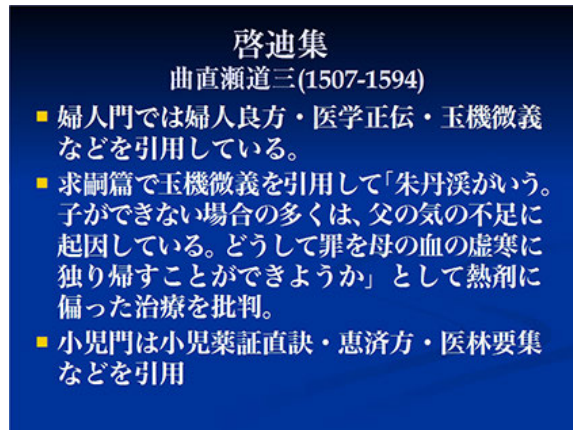 啓迪集
曲直瀬道三(1507-1594)
婦人門では婦人良方・医学正伝・玉機微義
などを引用している。
求嗣篇で玉機微義を引用して「朱丹渓がいう。
子ができない場合の多くは、父の気の不足に
起因している。どうして罪を母の血の虚寒に
独り帰すことができようか」として熱剤に
偏った治療を批判。
小児門は小児薬証直訣・恵済方・医林要集
などを引用